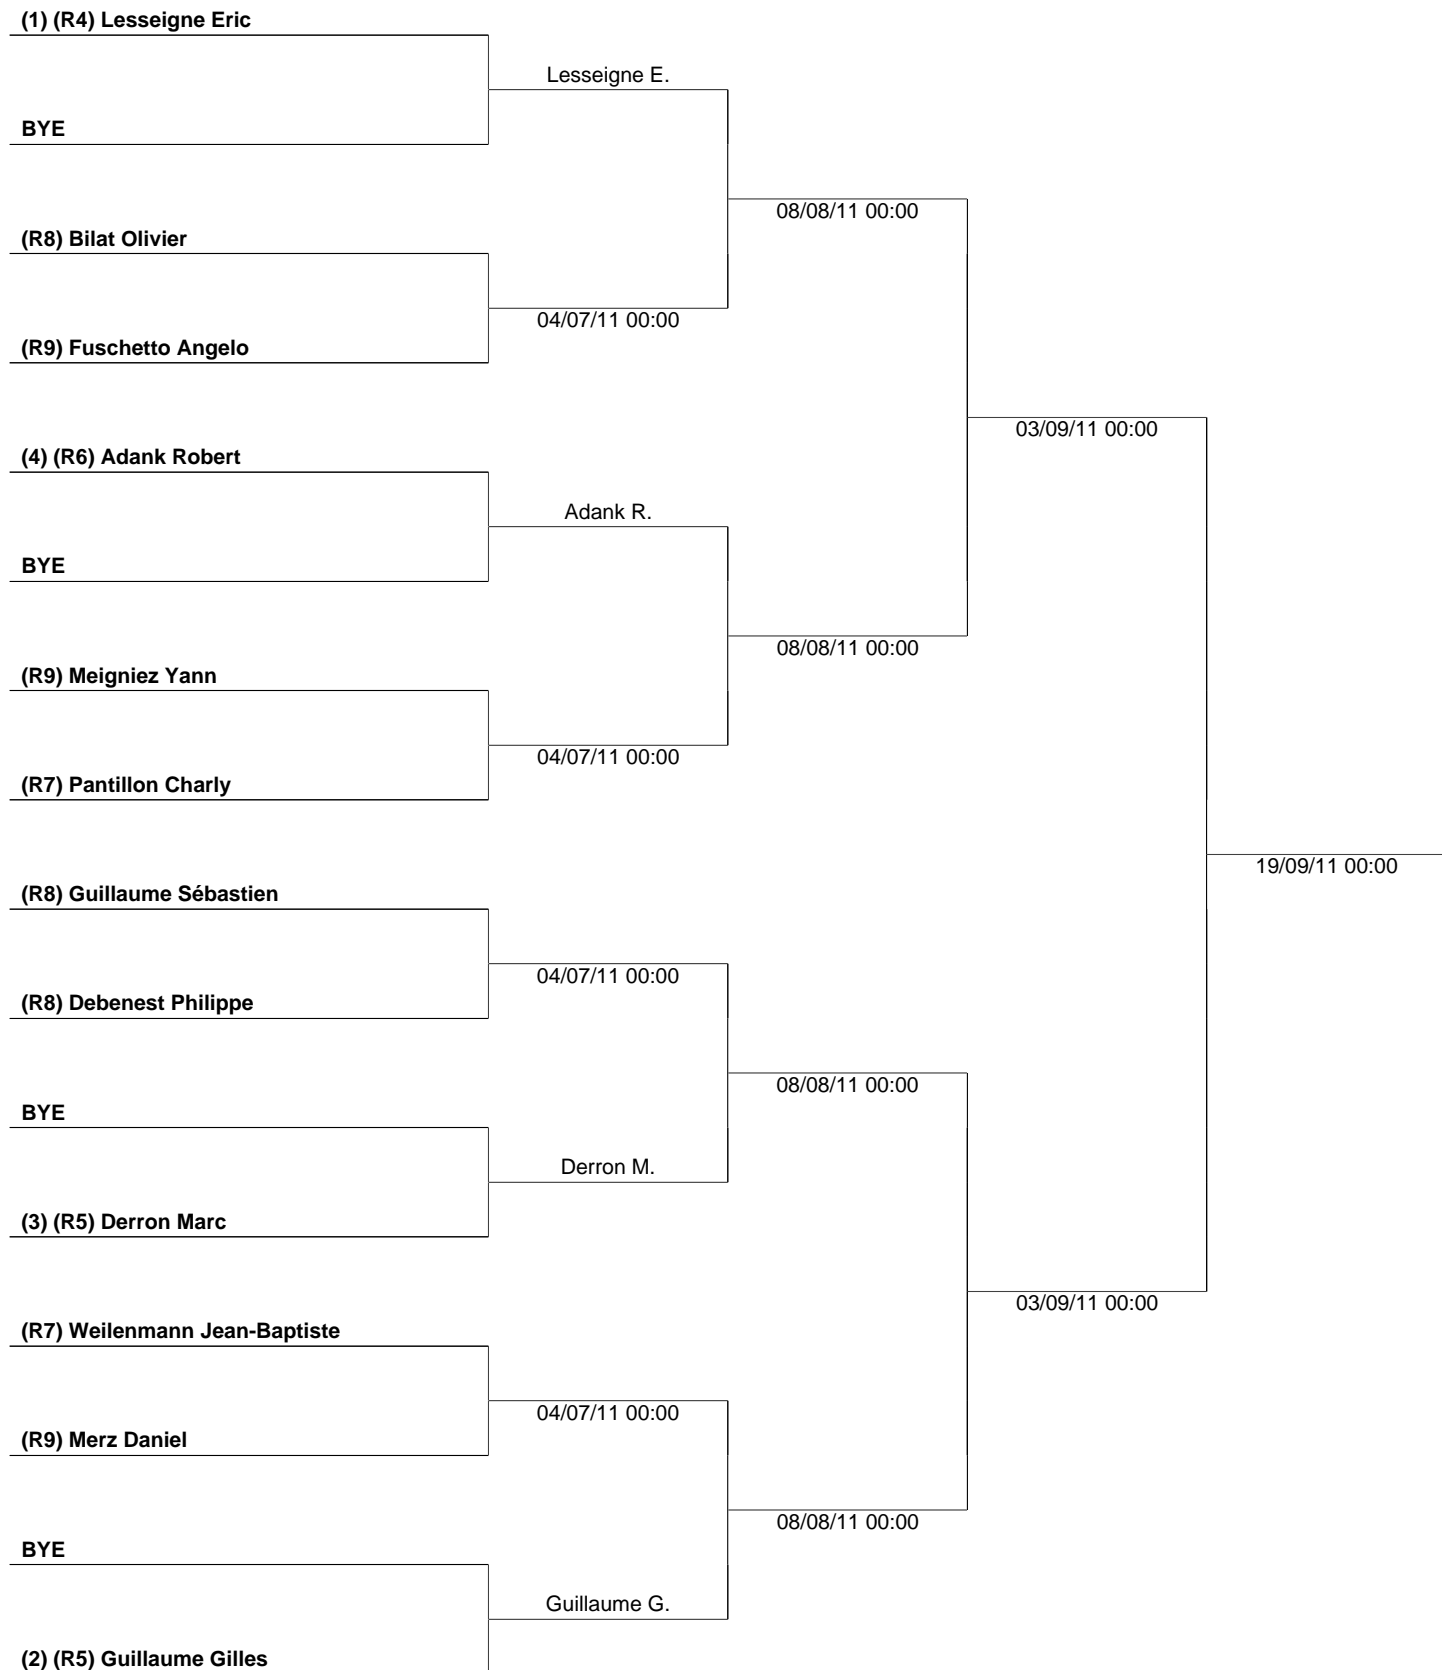 (1) (R4) Lesseigne Eric
Lesseigne E.
BYE
08/08/11 00:00
(R8) Bilat Olivier
04/07/11 00:00
(R9) Fuschetto Angelo
03/09/11 00:00
(4) (R6) Adank Robert
Adank R.
BYE
08/08/11 00:00
(R9) Meigniez Yann
04/07/11 00:00
(R7) Pantillon Charly
19/09/11 00:00
(R8) Guillaume Sébastien
04/07/11 00:00
(R8) Debenest Philippe
08/08/11 00:00
BYE
Derron M.
(3) (R5) Derron Marc
03/09/11 00:00
(R7) Weilenmann Jean-Baptiste
04/07/11 00:00
(R9) Merz Daniel
08/08/11 00:00
BYE
Guillaume G.
(2) (R5) Guillaume Gilles